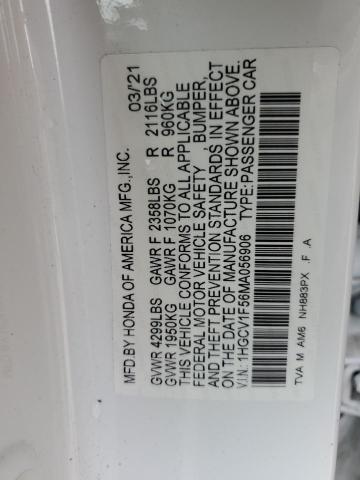 MFD.BY HONDA OF AMERICA MFG.,INC. 03/'21
GVWR 4299LBS GAWR F 2358LBS R 2116LBS
GVWR 1950KG GAWR F 1070KG R 960KG
THIS VEHICLE CONFORMS TO ALL APPLICABLE
FEDERAL MOTOR VEHICLE SAFETY , BUMPER,
AND THEFT PREVENTION STANDARDS IN EFFECT
ON THE DATE OF MANUFACTURE SHOWN ABOVE.
VIN:1HGCV1F56MA056906 TYPE:PASSENGER CAR
TVA M AM6 NH883PX .F .A